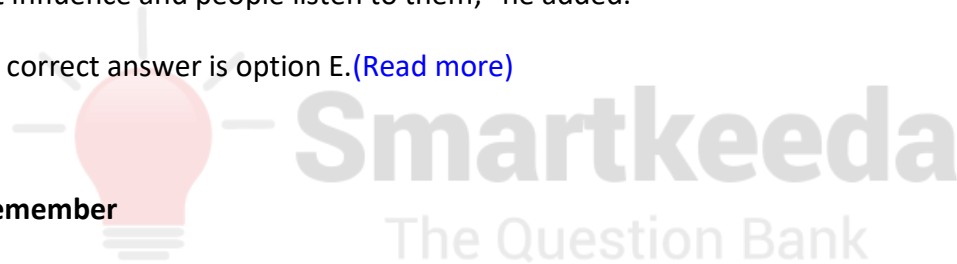 influence and people listen to them," he added.
correct answer is option E.(Read more)
Smartkeeda
emember
The Question Bank